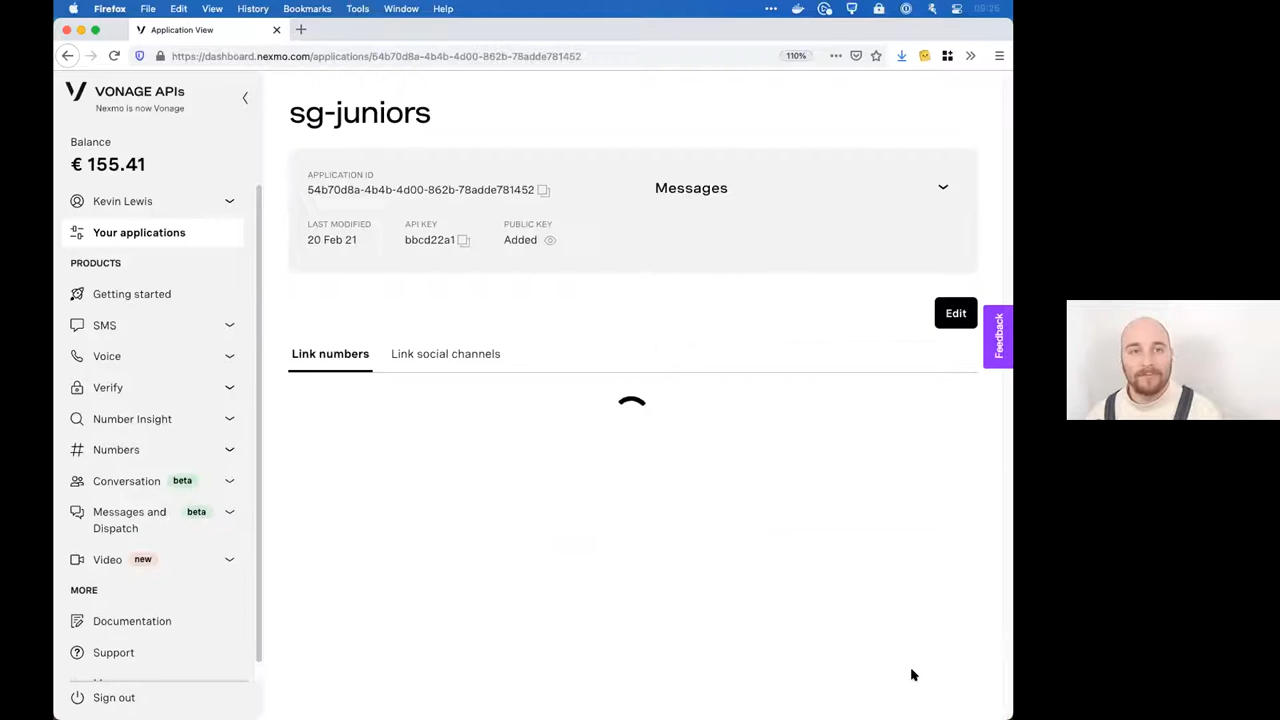 Firefox File Edit View History Bookmarks Tools Window Help 09:25
Application View
https://dashboard.nexmo.com/applications/54b70d8a-4b4b-4d00-862b-78adde781452 110%
VONAGE APIs
Nexmo is now Vonage
Balance
€ 155.41
Kevin Lewis
Your applications
PRODUCTS
Getting started
SMS
Voice
Verify
Number Insight
Numbers
Conversation beta
Messages and beta
Dispatch
Video new
MORE
Documentation
Support
Sign out
sg-juniors
APPLICATION ID
54b70d8a-4b4b-4d00-862b-78adde781452
Messages
LAST MODIFIED API KEY PUBLIC KEY
20 Feb 21 bbcd22a1 Added
Edit
Feedback
Link numbers Link social channels